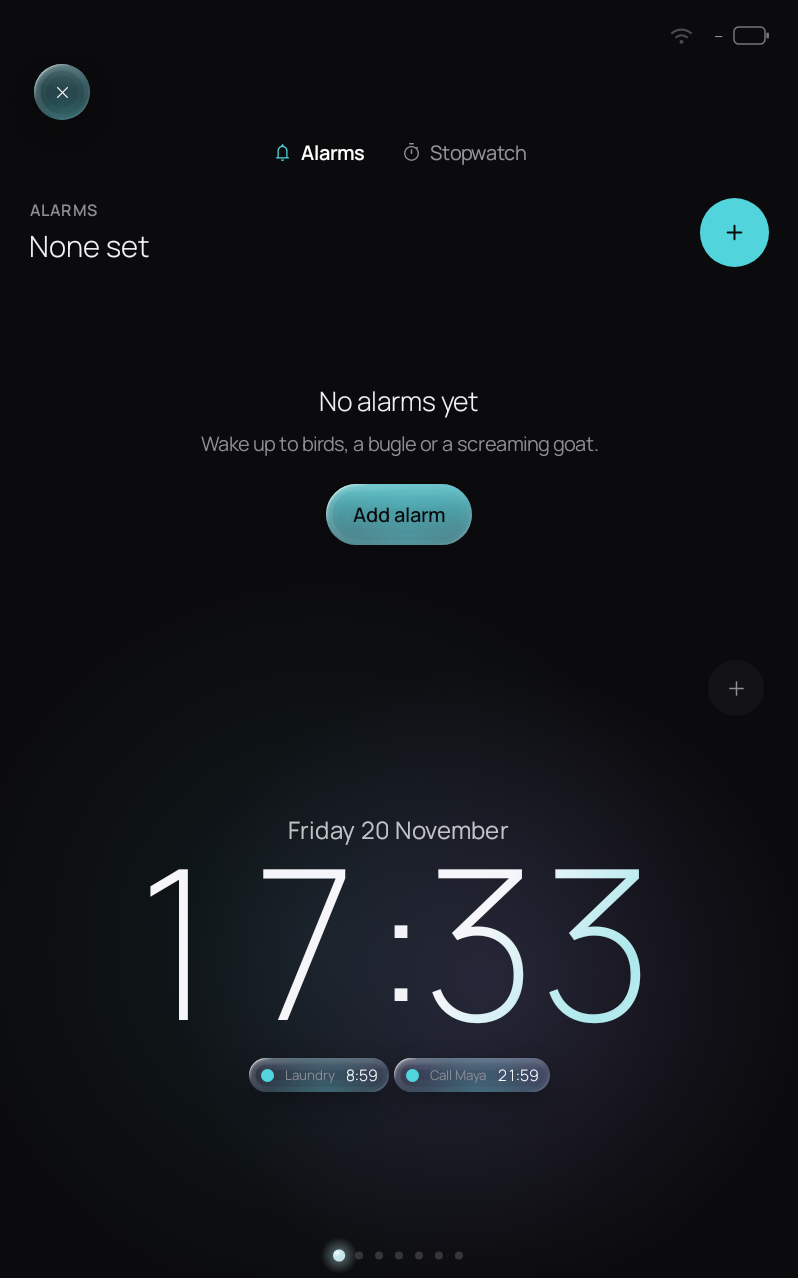 –
Alarms Stopwatch
ALARMS
None set
No alarms yet
Wake up to birds, a bugle or a screaming goat.
Add alarm
Friday 20 November
17:33
Laundry 8:59 Call Maya 21:59